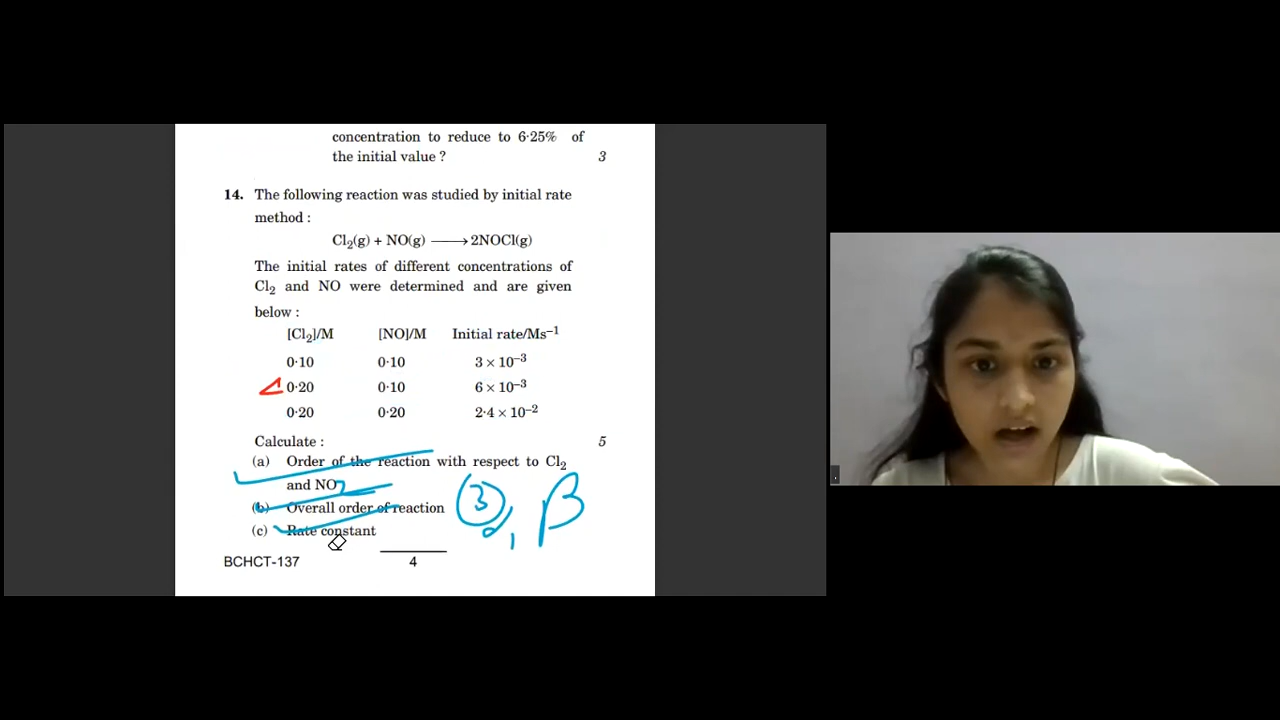 concentration to reduce to 6·25% of
the initial value ? 3
14. The following reaction was studied by initial rate
method :
Cl₂(g) + NO(g) ⟶ 2NOCl(g)
The initial rates of different concentrations of
Cl₂ and NO were determined and are given
below :
[Cl₂]/M [NO]/M Initial rate/Ms⁻¹
0·10 0·10 3 × 10⁻³
0·20 0·10 6 × 10⁻³
0·20 0·20 2·4 × 10⁻²
Calculate : 5
(a) Order of the reaction with respect to Cl₂
and NO
(b) Overall order of reaction
(c) Rate constant
3
α, β
BCHCT-137 4